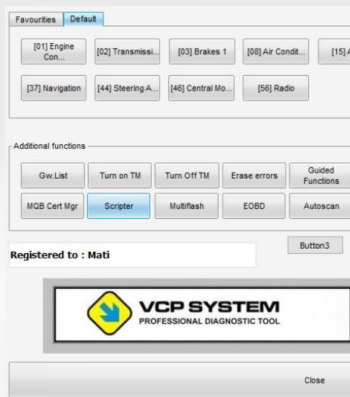 Favourities Default
[01] Engine Con... [02] Transmissi... [03] Brakes 1 [08] Air Condit... [15]
[37] Navigation [44] Steering A... [46] Central Mo... [56] Radio
Additional functions
Gw.List Turn on TM Turn Off TM Erase errors Guided Functions
MQB Cert Mgr Scripter Multiflash EOBD Autoscan
Button3
Registered to : Mati
VCP SYSTEM
PROFESSIONAL DIAGNOSTIC TOOL
Close